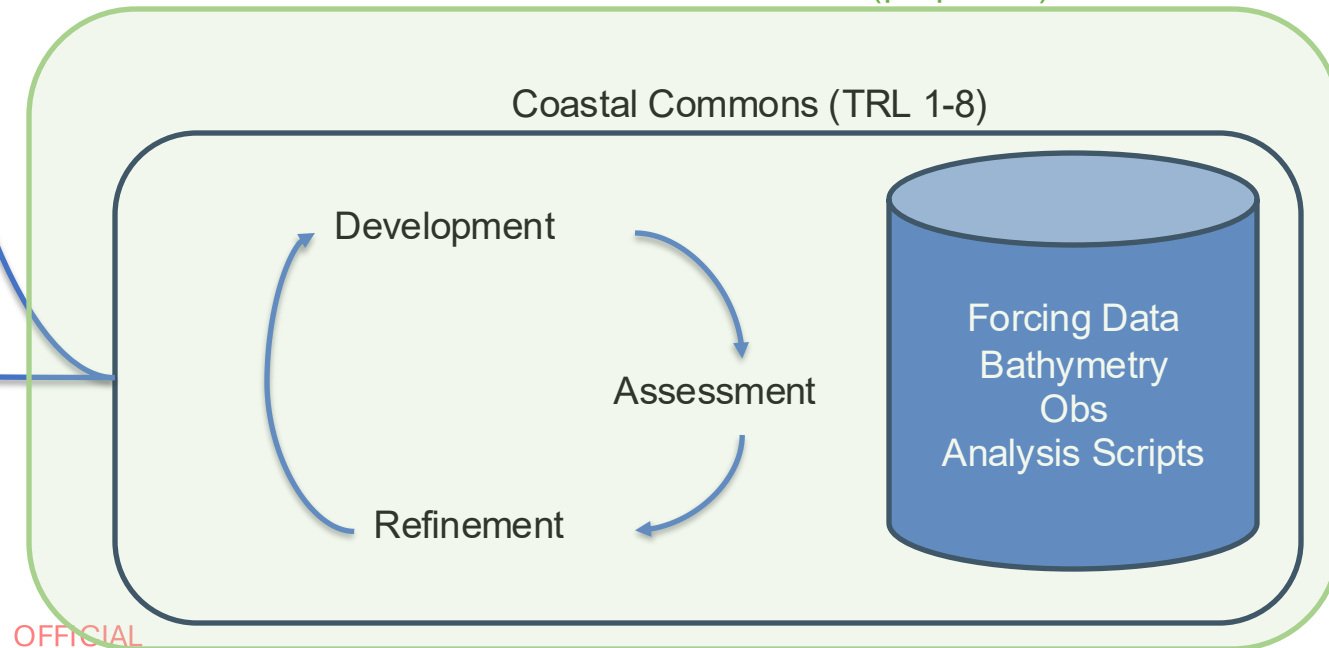 Coastal Commons (TRL 1-8)
Development
Assessment
Refinement
Forcing Data
Bathymetry
Obs
Analysis Scripts
OFFICIAL